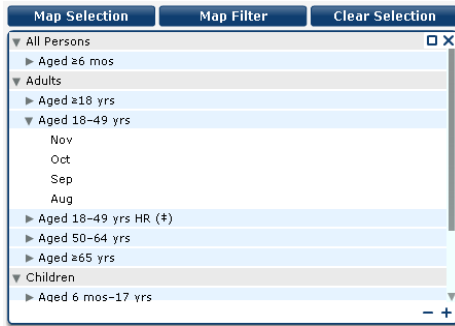 Map Selection Map Filter Clear Selection
All Persons
Aged ≥6 mos
Adults
Aged ≥18 yrs
Aged 18–49 yrs
Nov
Oct
Sep
Aug
Aged 18–49 yrs HR (‡)
Aged 50–64 yrs
Aged ≥65 yrs
Children
Aged 6 mos–17 yrs